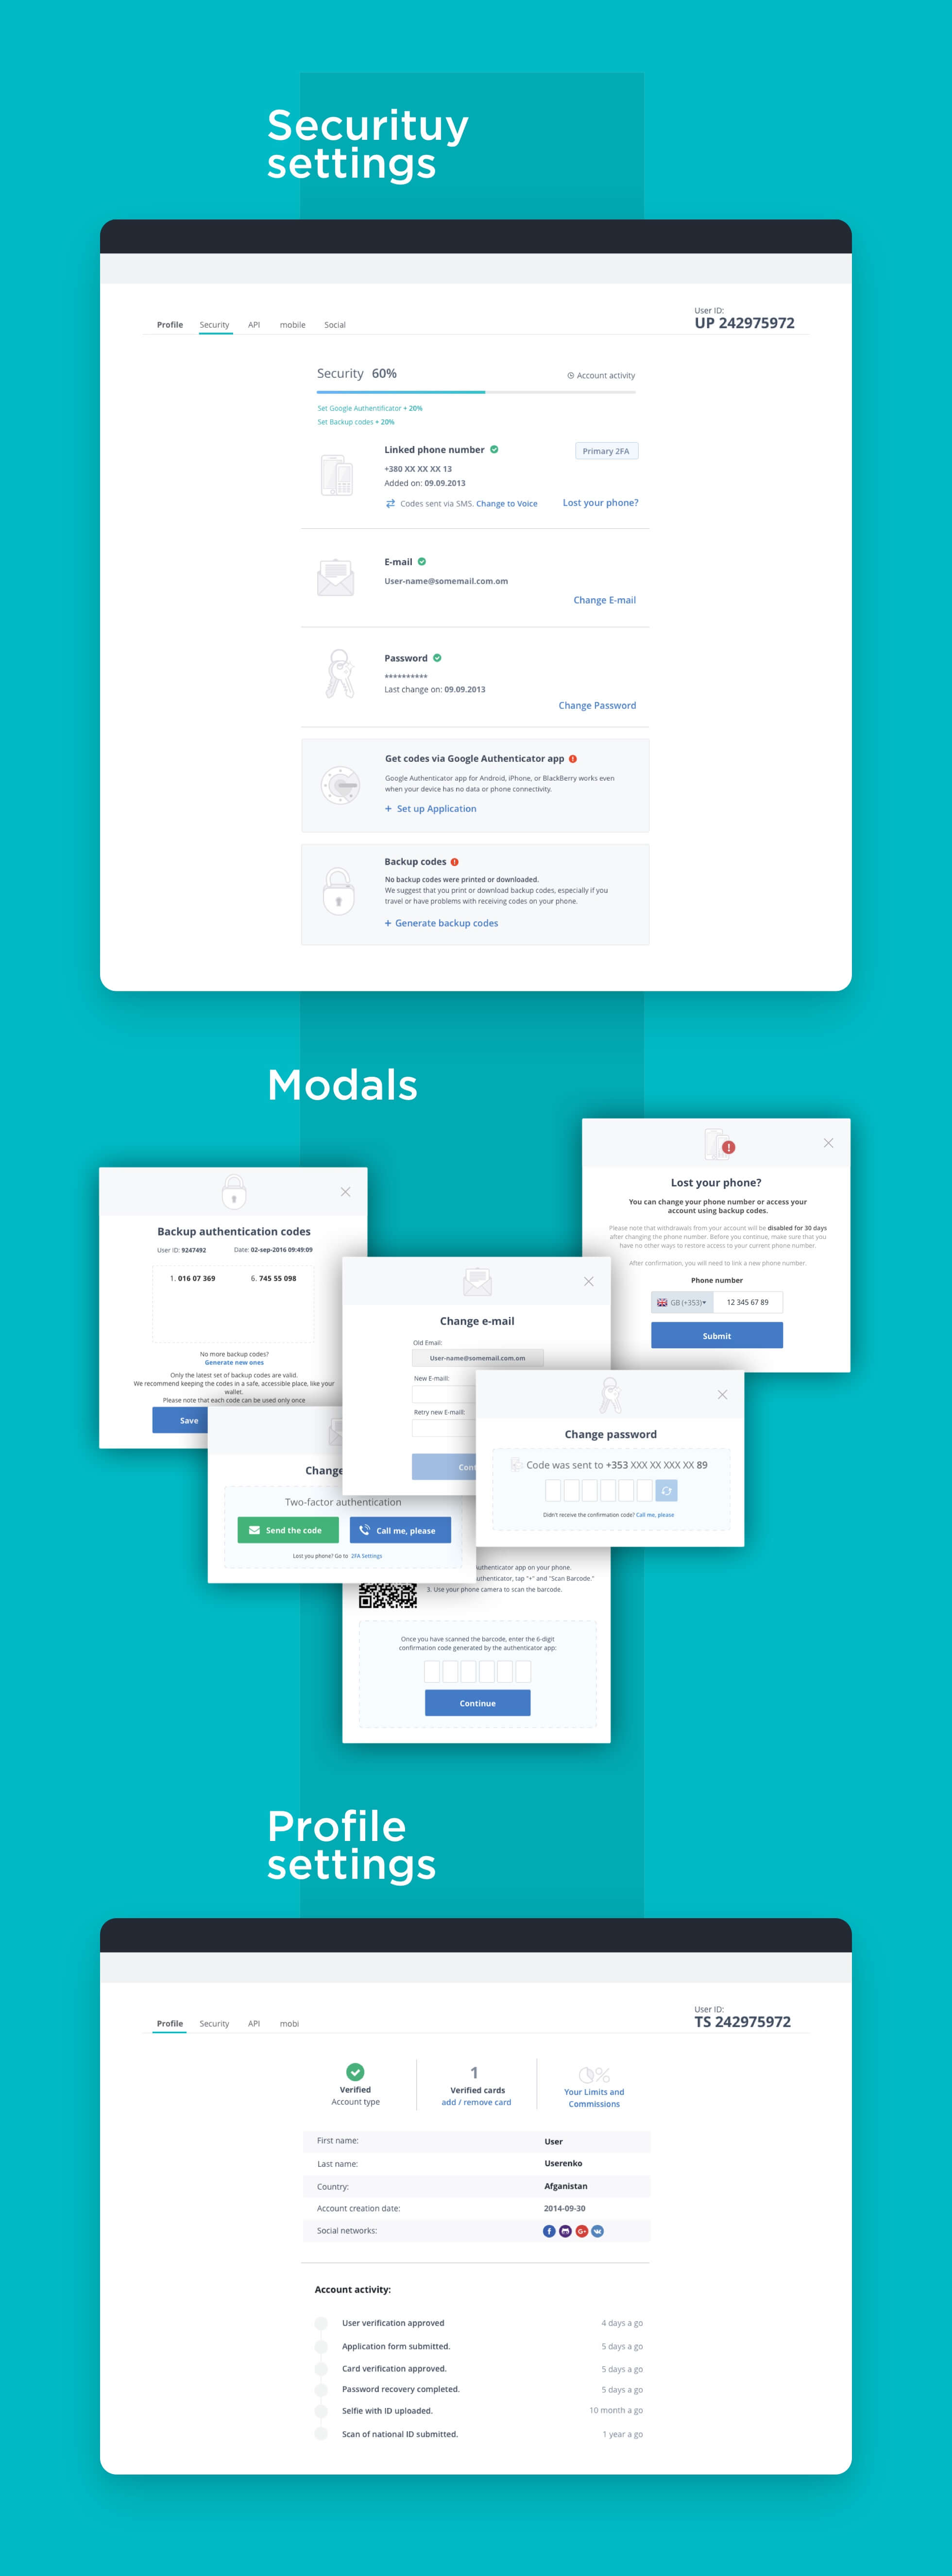 Securituy
settings
User ID:
UP 242975972
Profile Security API mobile Social
Security 60%
Account activity
Set Google Authentificator + 20%
Set Backup codes + 20%
Linked phone number
Primary 2FA
+380 XX XX XX 13
Added on: 09.09.2013
Codes sent via SMS. Change to Voice
Lost your phone?
E-mail
User-name@somemail.com.om
Change E-mail
Password
**********
Last change on: 09.09.2013
Change Password
Get codes via Google Authenticator app
Google Authenticator app for Android, iPhone, or BlackBerry works even
when your device has no data or phone connectivity.
+ Set up Application
Backup codes
No backup codes were printed or downloaded.
We suggest that you print or download backup codes, especially if you
travel or have problems with receiving codes on your phone.
+ Generate backup codes
Modals
Lost your phone?
You can change your phone number or access your
account using backup codes.
Please note that withdrawals from your account will be disabled for 30 days
after changing the phone number. Before you continue, make sure that you
have no other ways to restore access to your current phone number.
After confirmation, you will need to link a new phone number.
Phone number
GB (+353) 12 345 67 89
Submit
Backup authentication codes
User ID: 9247492 Date: 02-sep-2016 09:49:09
1. 016 07 369 6. 745 55 098
No more backup codes?
Generate new ones
Only the latest set of backup codes are valid.
We recommend keeping the codes in a safe, accessible place, like your
wallet.
Please note that each code can be used only once
Save
Change e-mail
Old Email:
User-name@somemail.com.om
New E-maill:
Retry new E-maill:
Cont
Change password
Code was sent to +353 XXX XX XXX XX 89
Didn't receive the confirmation code? Call me, please
Change
Two-factor authentication
Send the code
Call me, please
Lost you phone? Go to 2FA Settings
uthenticator app on your phone.
uthenticator, tap "+" and "Scan Barcode."
3. Use your phone camera to scan the barcode.
Once you have scanned the barcode, enter the 6-digit
confirmation code generated by the authenticator app:
Continue
Profile
settings
User ID:
TS 242975972
Profile Security API mobi
Verified
Account type
1
Verified cards
add / remove card
Your Limits and
Commissions
First name: User
Last name: Userenko
Country: Afganistan
Account creation date: 2014-09-30
Social networks:
Account activity:
User verification approved 4 days a go
Application form submitted. 5 days a go
Card verification approved. 5 days a go
Password recovery completed. 5 days a go
Selfie with ID uploaded. 10 month a go
Scan of national ID submitted. 1 year a go